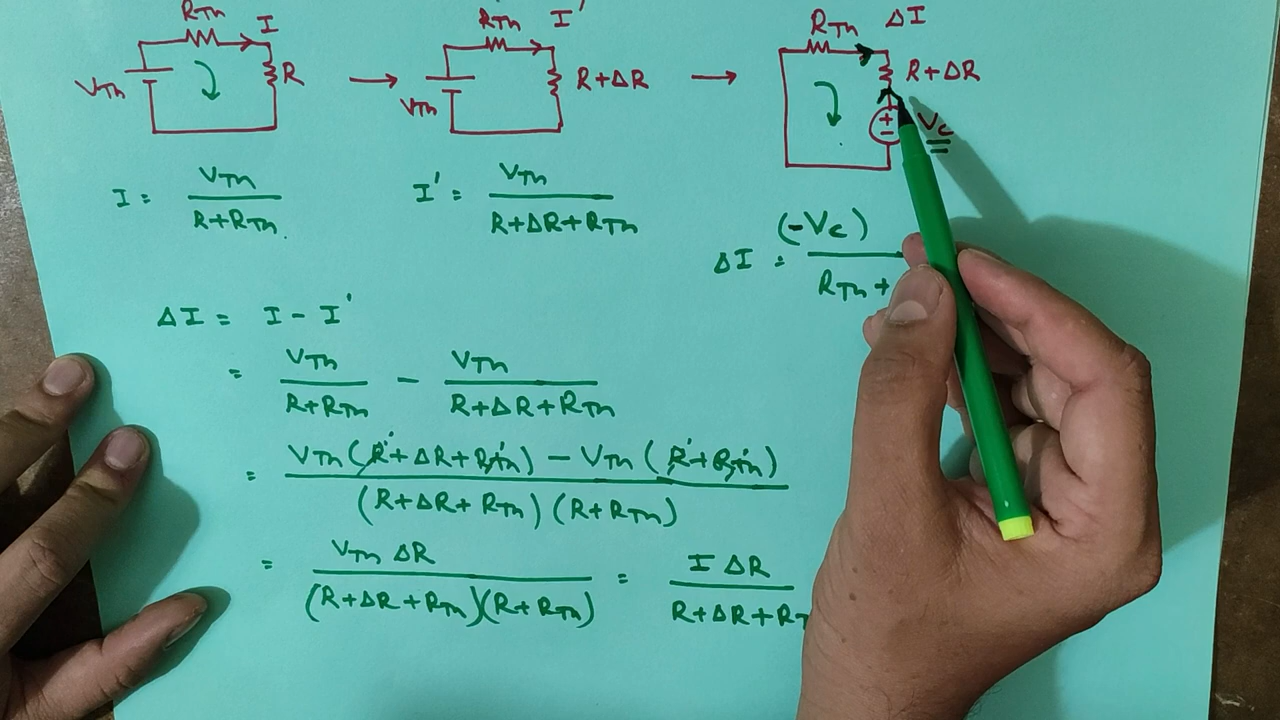 RTh I RTh I' RTh ΔI
VTh R → VTh R+ΔR → R+ΔR
+ − Vc
I = VTh / R+RTh I' = VTh / R+ΔR+RTh
ΔI = (-Vc) / RTh +
ΔI = I - I'
= VTh / R+RTh − VTh / R+ΔR+RTh
= VTh (R+ΔR+RTh) − VTh (R+RTh) / (R+ΔR+RTh) (R+RTh)
= VTh ΔR / (R+ΔR+RTh)(R+RTh) = I ΔR / R+ΔR+RT